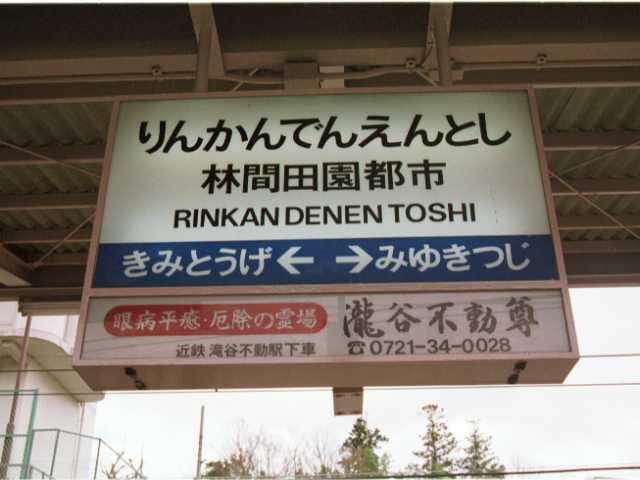 りんかんでんえんとし
林間田園都市
RINKAN DENEN TOSHI
きみとうげ← →みゆきつじ
眼病平癒・厄除の霊場
近鉄 滝谷不動駅下車
瀧谷不動尊
☎0721-34-0028